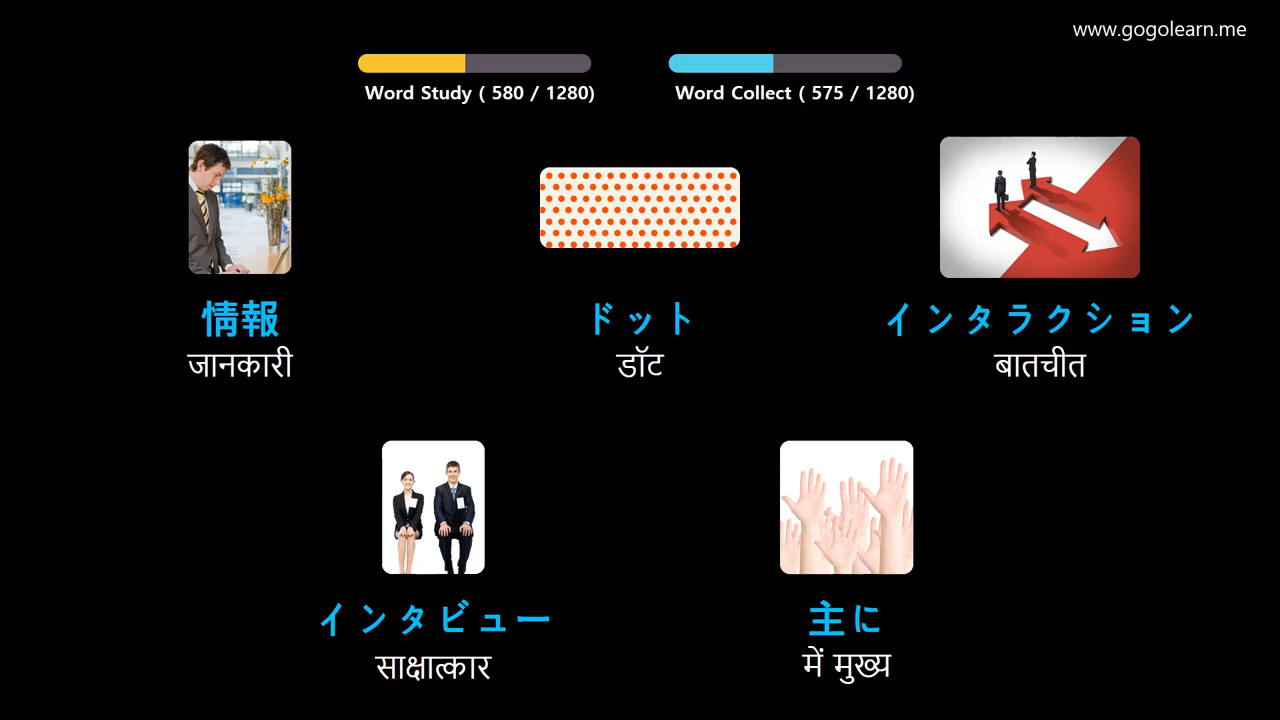 www.gogolearn.me
Word Study ( 580 / 1280)
Word Collect ( 575 / 1280)
情報
जानकारी
ドット
डॉट
インタラクション
बातचीत
インタビュー
साक्षात्कार
主に
में मुख्य